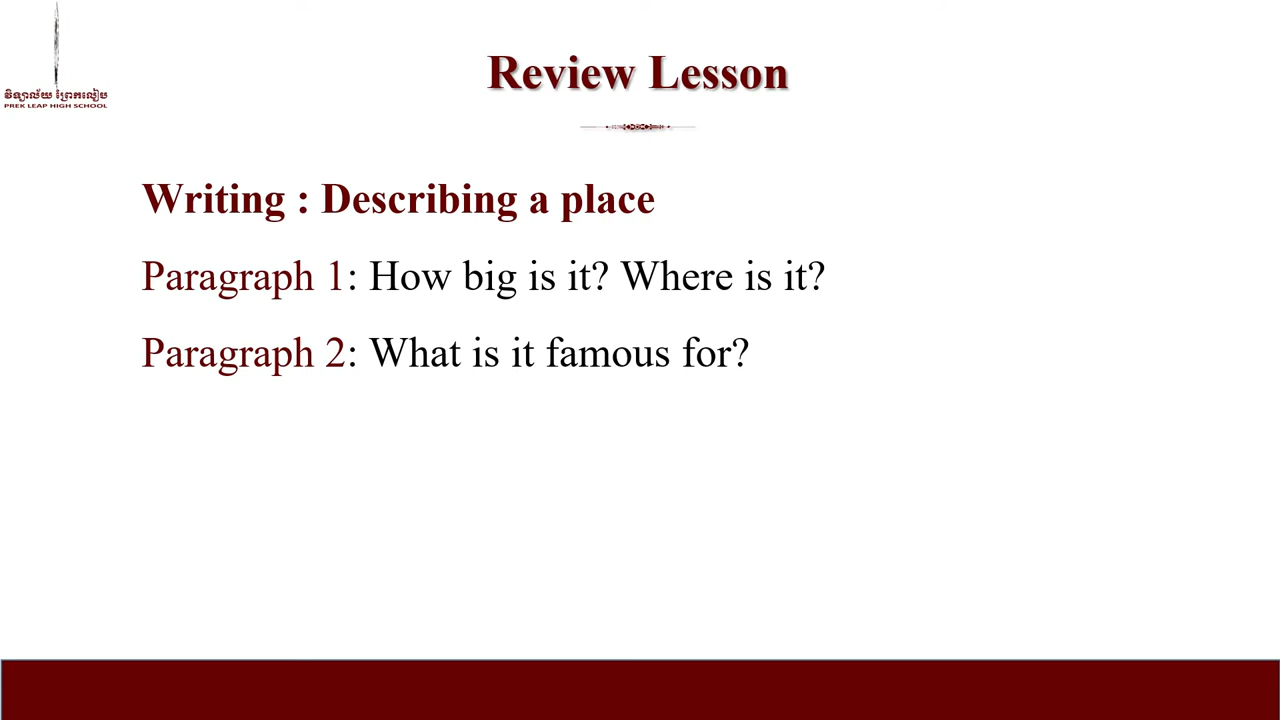 វិទ្យាល័យ ព្រែកលៀប
PREK LEAP HIGH SCHOOL
Review Lesson
Writing : Describing a place
Paragraph 1: How big is it? Where is it?
Paragraph 2: What is it famous for?